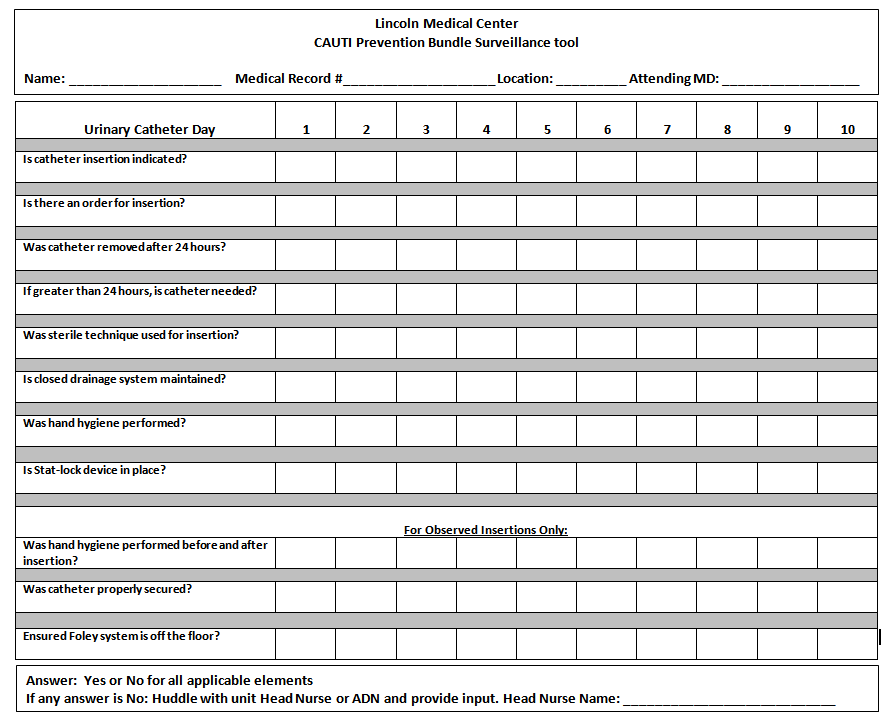 Lincoln Medical Center
CAUTI Prevention Bundle Surveillance tool
Name: ____________________ Medical Record #____________________ Location: _________ Attending MD: __________________
Urinary Catheter Day 1 2 3 4 5 6 7 8 9 10
Is catheter insertion indicated?
Is there an order for insertion?
Was catheter removed after 24 hours?
If greater than 24 hours, is catheter needed?
Was sterile technique used for insertion?
Is closed drainage system maintained?
Was hand hygiene performed?
Is Stat-lock device in place?
For Observed Insertions Only:
Was hand hygiene performed before and after
insertion?
Was catheter properly secured?
Ensured Foley system is off the floor?
Answer: Yes or No for all applicable elements
If any answer is No: Huddle with unit Head Nurse or ADN and provide input. Head Nurse Name: ____________________________